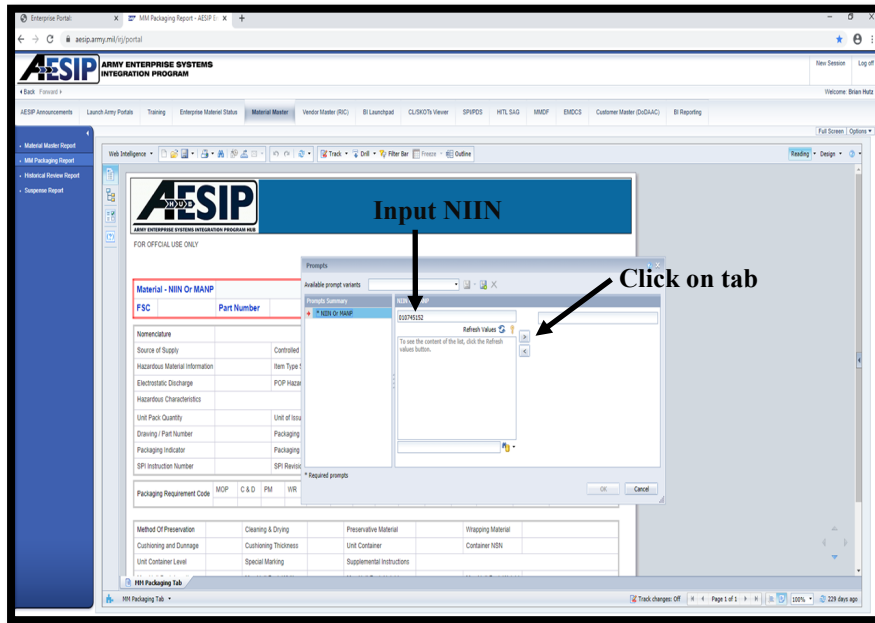 Enterprise Portal
MM Packaging Report - AESIP E
aesip.army.mil/irj/portal
AESIP ARMY ENTERPRISE SYSTEMS
INTEGRATION PROGRAM
New Session Log off
Back Forward
Welcome: Brian Hutz
AESIP Announcements Launch Army Portals Training Enterprise Materiel Status Material Master Vendor Master (RIC) BI Launchpad CL/SKOTs Viewer SPI/PDS HITL SAG MMDF EMDCS Customer Master (DoDAAC) BI Reporting
Full Screen Options
Material Master Report
MM Packaging Report
Historical Review Report
Suspense Report
Web Intelligence Track Drill Filter Bar Freeze Outline Reading Design
AESIP
HUB
ARMY ENTERPRISE SYSTEMS INTEGRATION PROGRAM HUB
FOR OFFCIAL USE ONLY
Input NIIN
Click on tab
Prompts
Available prompt variants
Prompts Summary
* NIIN Or MANP
010745152
Refresh Values
To see the content of the list, click the Refresh
values button.
* Required prompts
OK Cancel
Material - NIIN Or MANP
FSC Part Number
Nomenclature
Source of Supply Controlled
Hazardous Material Information Item Type
Electrostatic Discharge POP Hazar
Hazardous Characteristics
Unit Pack Quantity Unit of Issu
Drawing / Part Number Packaging
Packaging Indicator Packaging
SPI Instruction Number SPI Revisi
Packaging Requirement Code MOP C & D PM WR
Method Of Preservation Cleaning & Drying Preservative Material Wrapping Material
Cushioning and Dunnage Cushioning Thickness Unit Container Container NSN
Unit Container Level Special Marking Supplemental Instructions
MM Packaging Tab
MM Packaging Tab Track changes: Off Page 1 of 1 100% 229 days ago